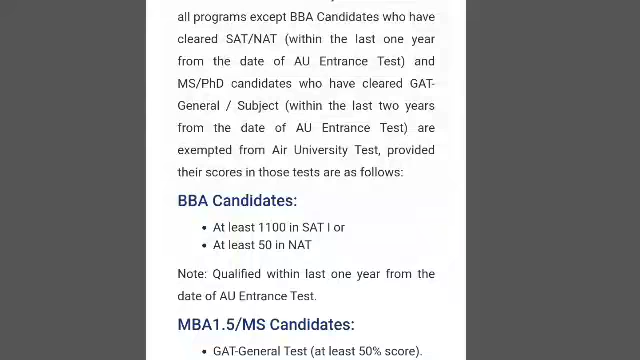 all programs except BBA Candidates who have
cleared SAT/NAT (within the last one year
from the date of AU Entrance Test) and
MS/PhD candidates who have cleared GAT-
General / Subject (within the last two years
from the date of AU Entrance Test) are
exempted from Air University Test, provided
their scores in those tests are as follows:
BBA Candidates:
• At least 1100 in SAT I or
• At least 50 in NAT
Note: Qualified within last one year from the
date of AU Entrance Test.
MBA1.5/MS Candidates:
• GAT-General Test (at least 50% score).